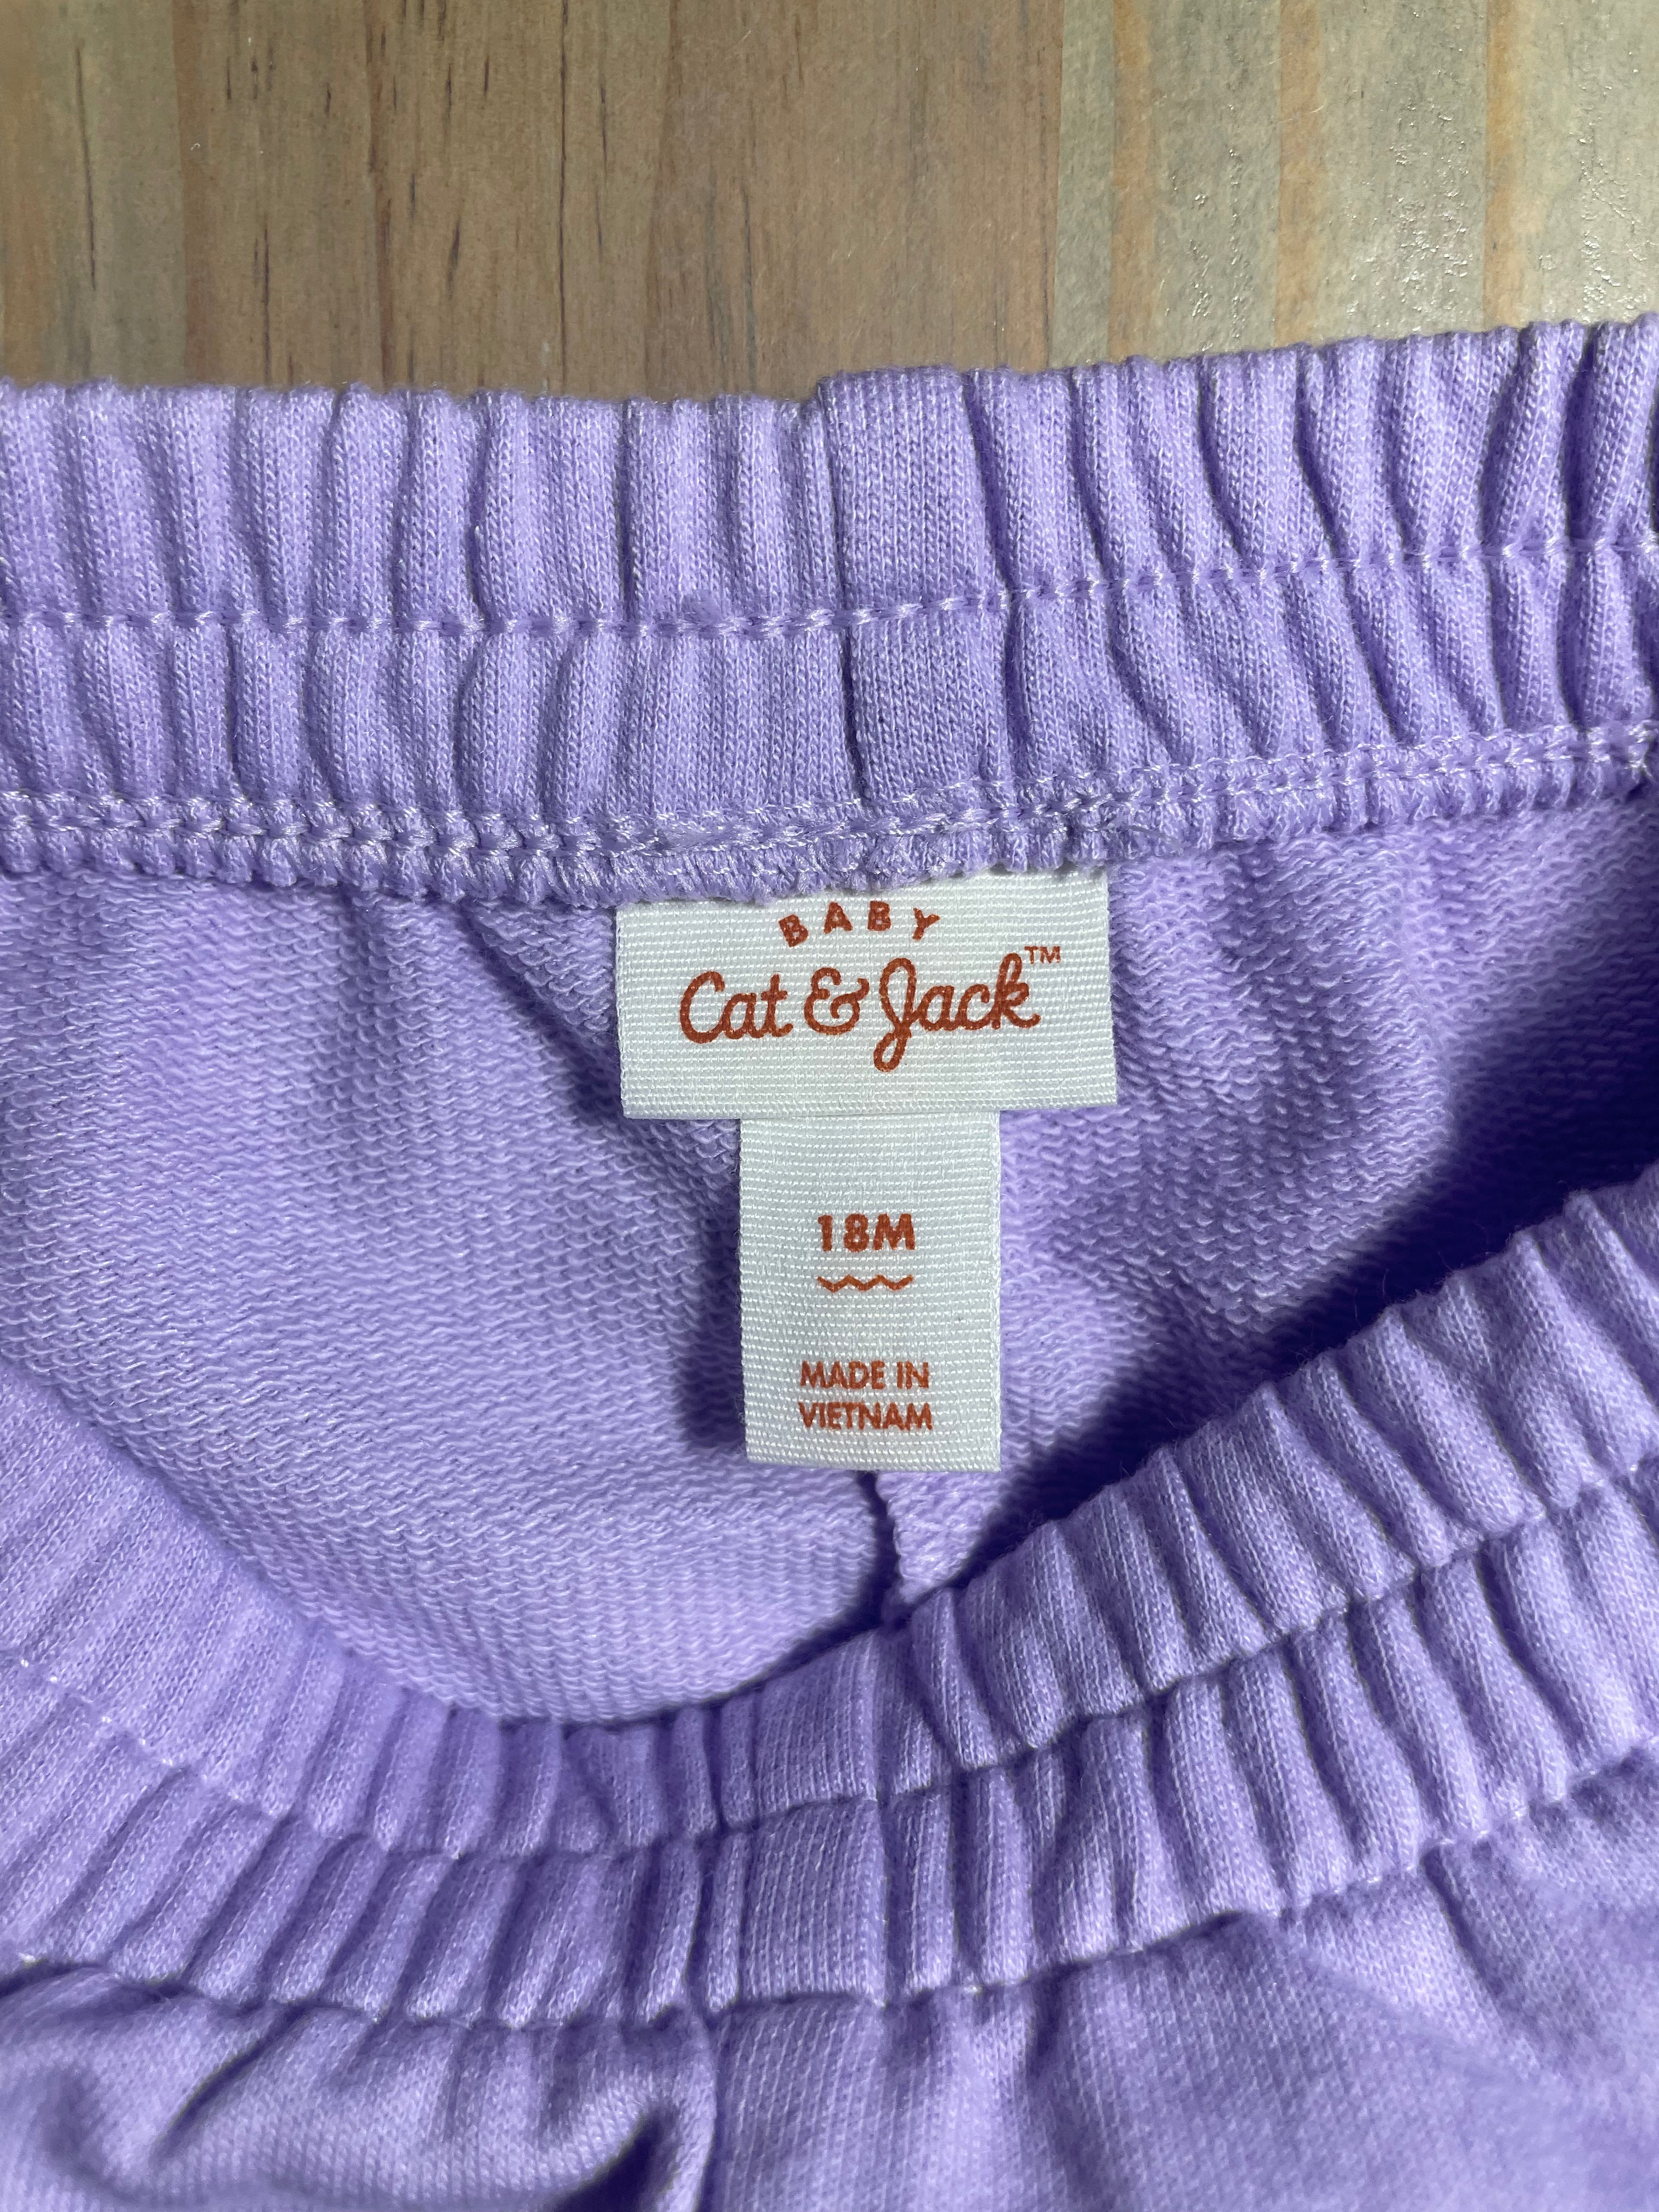 BABY
Cat & Jack™
18M
MADE IN
VIETNAM